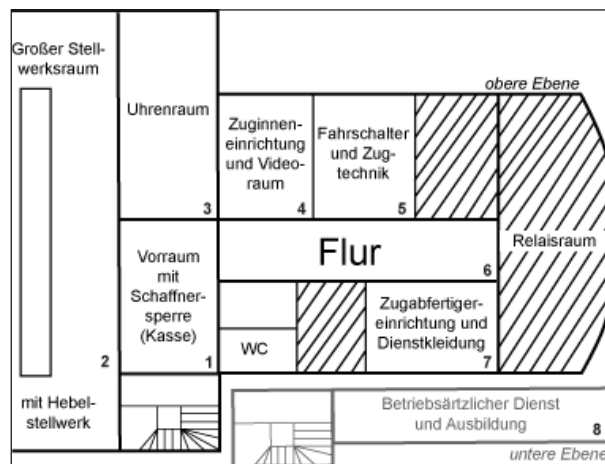 Großer Stell-
werksraum
mit Hebel-
stellwerk
2
Uhrenraum
3
Vorraum
mit
Schaffner-
sperre
(Kasse)
1
Zuginnen-
einrichtung
und Video-
raum
4
Fahrschalter
und Zug-
technik
5
obere Ebene
Relaisraum
Flur
6
WC
Zugabfertiger-
einrichtung und
Dienstkleidung
7
Betriebsärtzlicher Dienst
und Ausbildung
8
untere Ebene